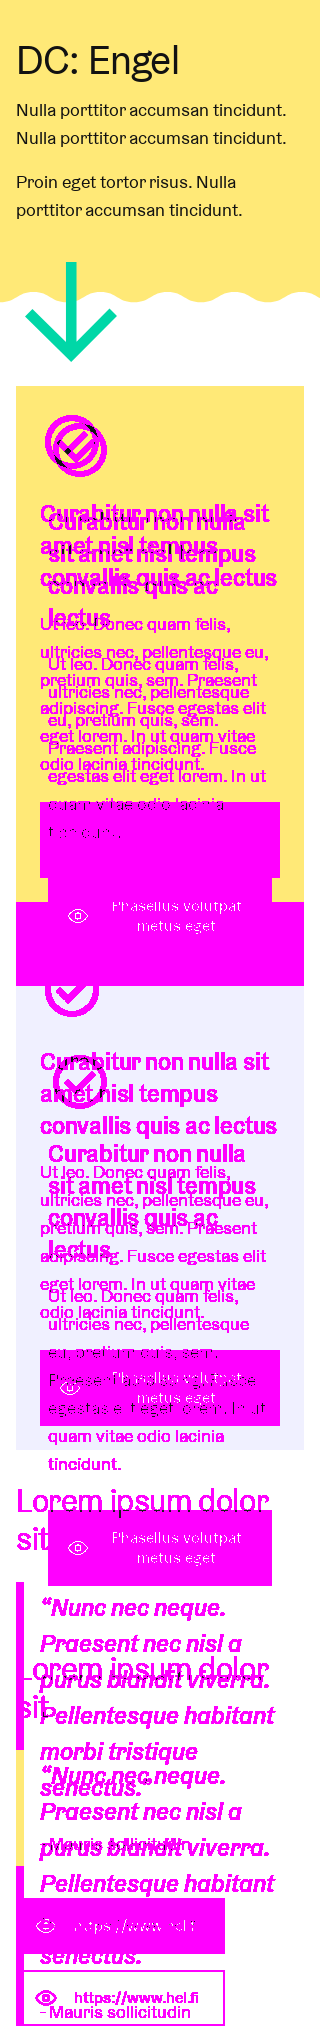 DC: Engel
Nulla porttitor accumsan tincidunt.
Nulla porttitor accumsan tincidunt.
Proin eget tortor risus. Nulla
porttitor accumsan tincidunt.
Curabitur non nulla sit
amet nisl tempus
convallis quis ac lectus
Curabitur non nulla
sit amet nisl tempus
convallis quis ac
lectus
Ut leo. Donec quam felis,
ultricies nec, pellentesque eu,
pretium quis, sem. Praesent
adipiscing. Fusce egestas elit
eget lorem. In ut quam vitae
odio lacinia tincidunt.
Ut leo. Donec quam felis,
ultricies nec, pellentesque
eu, pretium quis, sem.
Praesent adipiscing. Fusce
egestas elit eget lorem. In ut
quam vitae odio lacinia
tincidunt.
Phasellus volutpat
metus eget
Curabitur non nulla sit
amet nisl tempus
convallis quis ac lectus
Curabitur non nulla
sit amet nisl tempus
convallis quis ac
lectus
Ut leo. Donec quam felis,
ultricies nec, pellentesque eu,
pretium quis, sem. Praesent
adipiscing. Fusce egestas elit
eget lorem. In ut quam vitae
odio lacinia tincidunt.
Ut leo. Donec quam felis,
ultricies nec, pellentesque
eu, pretium quis, sem.
Praesent adipiscing. Fusce
egestas elit eget lorem. In ut
quam vitae odio lacinia
tincidunt.
Phasellus volutpat
metus eget
Lorem ipsum dolor
sit
Phasellus volutpat
metus eget
“Nunc nec neque.
Praesent nec nisl a
purus blandit viverra.
Pellentesque habitant
morbi tristique
senectus.”
Lorem ipsum dolor
sit
- Mauris sollicitudin
“Nunc nec neque.
Praesent nec nisl a
purus blandit viverra.
Pellentesque habitant
https://www.hel.fi
senectus.”
https://www.hel.fi
- Mauris sollicitudin